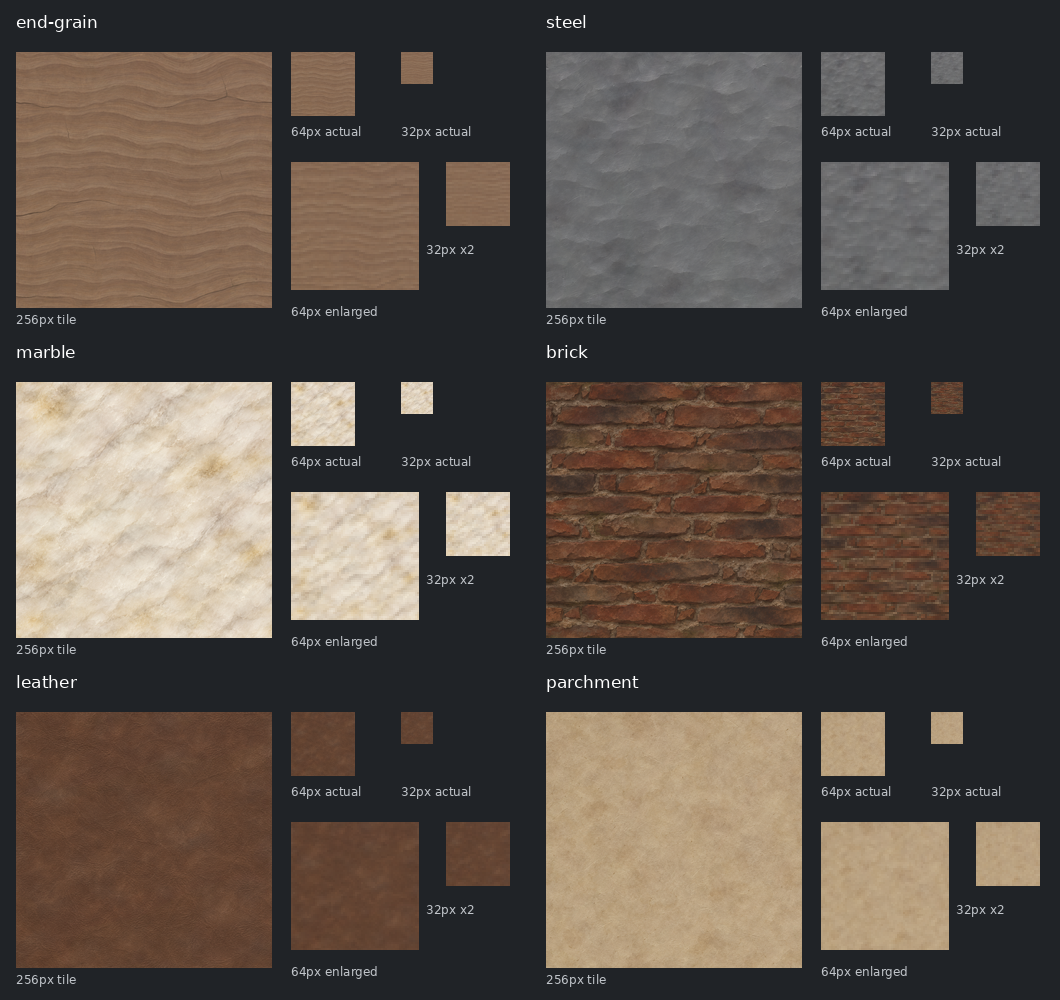 end-grain
64px actual
32px actual
32px x2
64px enlarged
256px tile
steel
64px actual
32px actual
32px x2
64px enlarged
256px tile
marble
64px actual
32px actual
32px x2
64px enlarged
256px tile
brick
64px actual
32px actual
32px x2
64px enlarged
256px tile
leather
64px actual
32px actual
32px x2
64px enlarged
256px tile
parchment
64px actual
32px actual
32px x2
64px enlarged
256px tile